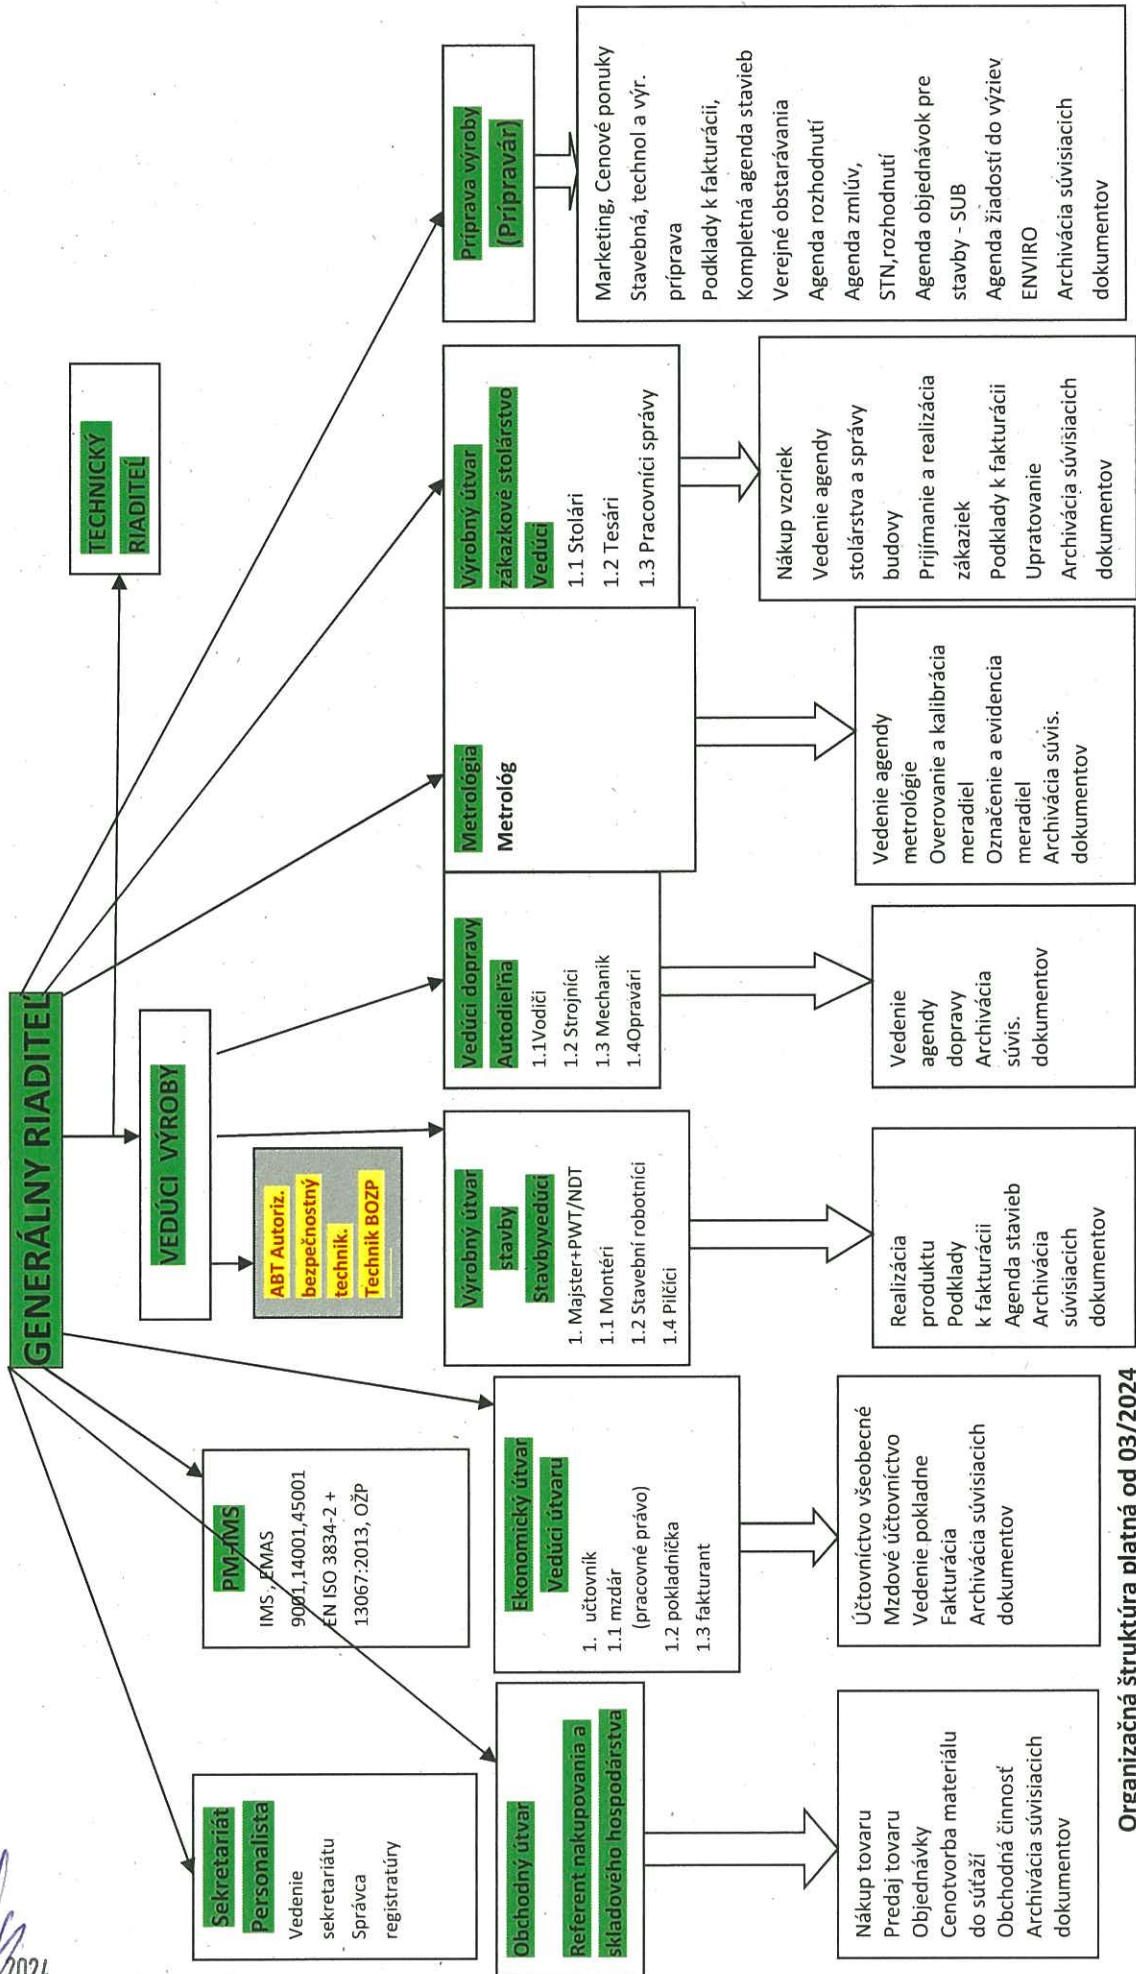 GENERÁLNY RIADITEĽ
TECHNICKÝ
RIADITEĽ
VEDÚCI VÝROBY
ABT Autoriz.
bezpečnostný
technik.
Technik BOZP
Sekretariát
Personalista
Vedenie
sekretariátu
Správca
registratúry
PM-IMS
IMS, EMAS
9001,14001,45001
EN ISO 3834-2 +
13067:2013, OŽP
Obchodný útvar
Referent nakupovania a
skladového hospodárstva
Ekonomický útvar
Vedúci útvaru
1. učtovník
1.1 mzdár
(pracovné právo)
1.2 pokladníčka
1.3 fakturant
Výrobný útvar
stavby
Stavbyvedúci
1. Majster+PWT/NDT
1.1 Montéri
1.2 Stavební robotníci
1.4 Pilčíci
Vedúci dopravy
Autodielňa
1.1Vodiči
1.2 Strojníci
1.3 Mechanik
1.4Opravári
Metrológia
Metrológ
Výrobný útvar
zákazkové stolárstvo
Vedúci
1.1 Stolári
1.2 Tesári
1.3 Pracovníci správy
Príprava výroby
(Prípravár)
Nákup tovaru
Predaj tovaru
Objednávky
Cenotvorba materiálu
do súťaží
Obchodná činnosť
Archivácia súvisiacich
dokumentov
Účtovníctvo všeobecné
Mzdové účtovníctvo
Vedenie pokladne
Fakturácia
Archivácia súvisiacich
dokumentov
Realizácia
produktu
Podklady
k fakturácii
Agenda stavieb
Archivácia
súvisiacich
dokumentov
Vedenie
agendy
dopravy
Archivácia
súvis.
dokumentov
Vedenie agendy
metrológie
Overovanie a kalibrácia
meradiel
Označenie a evidencia
meradiel
Archivácia súvis.
dokumentov
Nákup vzoriek
Vedenie agendy
stolárstva a správy
budovy
Prijímanie a realizácia
zákaziek
Podklady k fakturácii
Upratovanie
Archivácia súvisiacich
dokumentov
Marketing, Cenové ponuky
Stavebná, technol a výr.
príprava
Podklady k fakturácii,
Kompletná agenda stavieb
Verejné obstarávania
Agenda rozhodnutí
Agenda zmlúv,
STN,rozhodnutí
Agenda objednávok pre
stavby - SUB
Agenda žiadostí do výziev
ENVIRO
Archivácia súvisiacich
dokumentov
Organizačná štruktúra platná od 03/2024